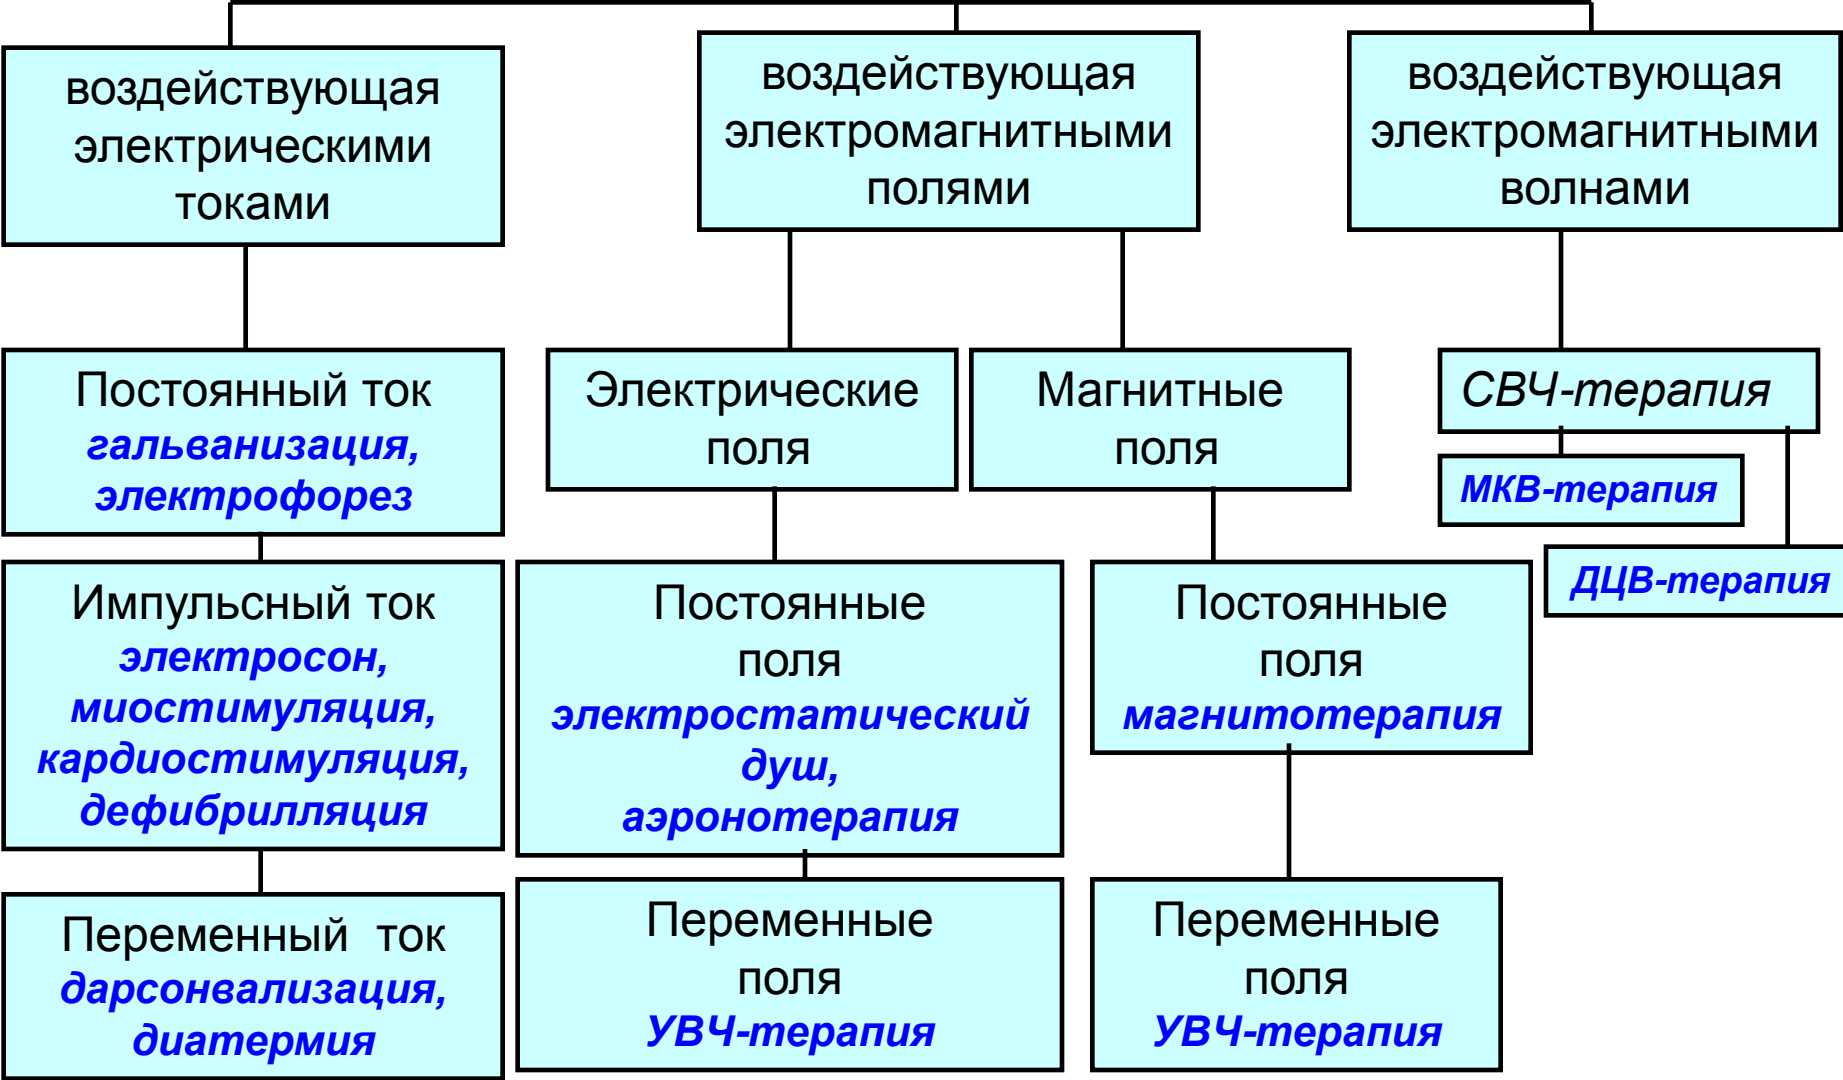 воздействующая
электрическими
токами
воздействующая
электромагнитными
полями
воздействующая
электромагнитными
волнами
Постоянный ток
гальванизация,
электрофорез
Электрические
поля
Магнитные
поля
СВЧ-терапия
МКВ-терапия
ДЦВ-терапия
Импульсный ток
электросон,
миостимуляция,
кардиостимуляция,
дефибрилляция
Постоянные
поля
электростатический
душ,
аэронотерапия
Постоянные
поля
магнитотерапия
Переменный ток
дарсонвализация,
диатермия
Переменные
поля
УВЧ-терапия
Переменные
поля
УВЧ-терапия